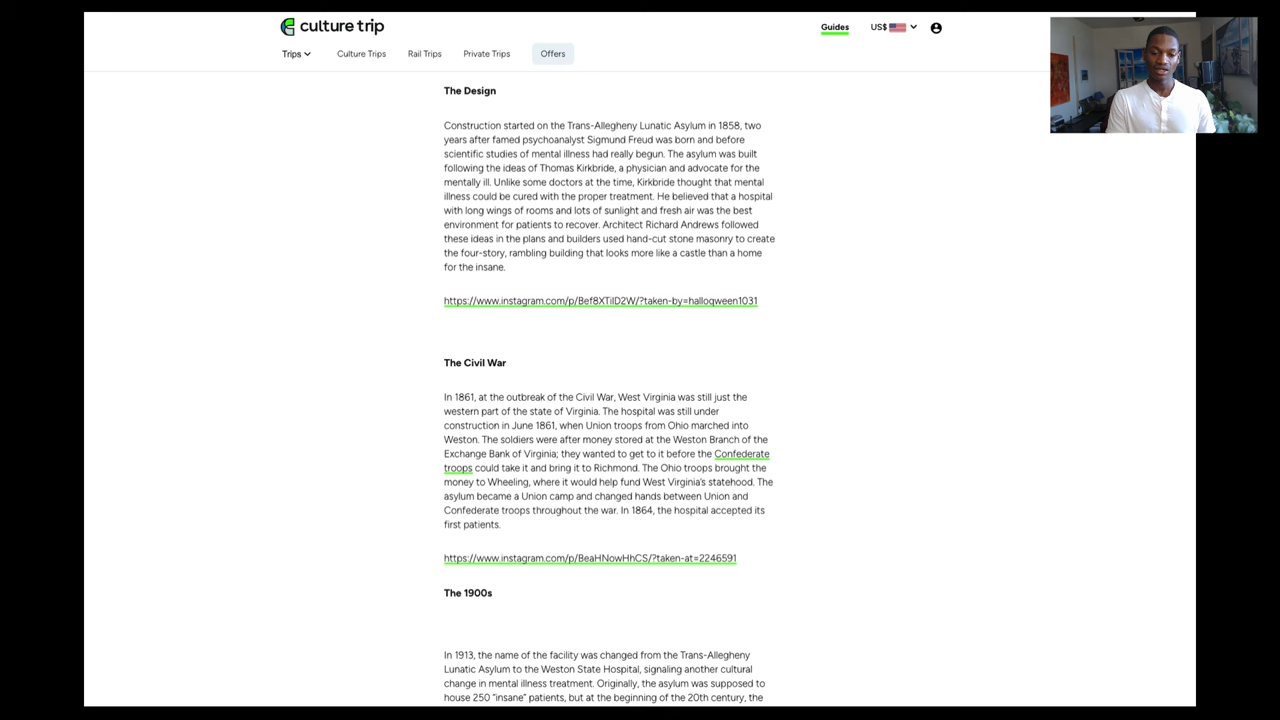 culture trip
Guides
US$
Trips
Culture Trips
Rail Trips
Private Trips
Offers
The Design
Construction started on the Trans-Allegheny Lunatic Asylum in 1858, two
years after famed psychoanalyst Sigmund Freud was born and before
scientific studies of mental illness had really begun. The asylum was built
following the ideas of Thomas Kirkbride, a physician and advocate for the
mentally ill. Unlike some doctors at the time, Kirkbride thought that mental
illness could be cured with the proper treatment. He believed that a hospital
with long wings of rooms and lots of sunlight and fresh air was the best
environment for patients to recover. Architect Richard Andrews followed
these ideas in the plans and builders used hand-cut stone masonry to create
the four-story, rambling building that looks more like a castle than a home
for the insane.
https://www.instagram.com/p/Bef8XTilD2W/?taken-by=halloqween1031
The Civil War
In 1861, at the outbreak of the Civil War, West Virginia was still just the
western part of the state of Virginia. The hospital was still under
construction in June 1861, when Union troops from Ohio marched into
Weston. The soldiers were after money stored at the Weston Branch of the
Exchange Bank of Virginia; they wanted to get to it before the Confederate
troops could take it and bring it to Richmond. The Ohio troops brought the
money to Wheeling, where it would help fund West Virginia's statehood. The
asylum became a Union camp and changed hands between Union and
Confederate troops throughout the war. In 1864, the hospital accepted its
first patients.
https://www.instagram.com/p/BeaHNowHhCS/?taken-at=2246591
The 1900s
In 1913, the name of the facility was changed from the Trans-Allegheny
Lunatic Asylum to the Weston State Hospital, signaling another cultural
change in mental illness treatment. Originally, the asylum was supposed to
house 250 "insane" patients, but at the beginning of the 20th century, the